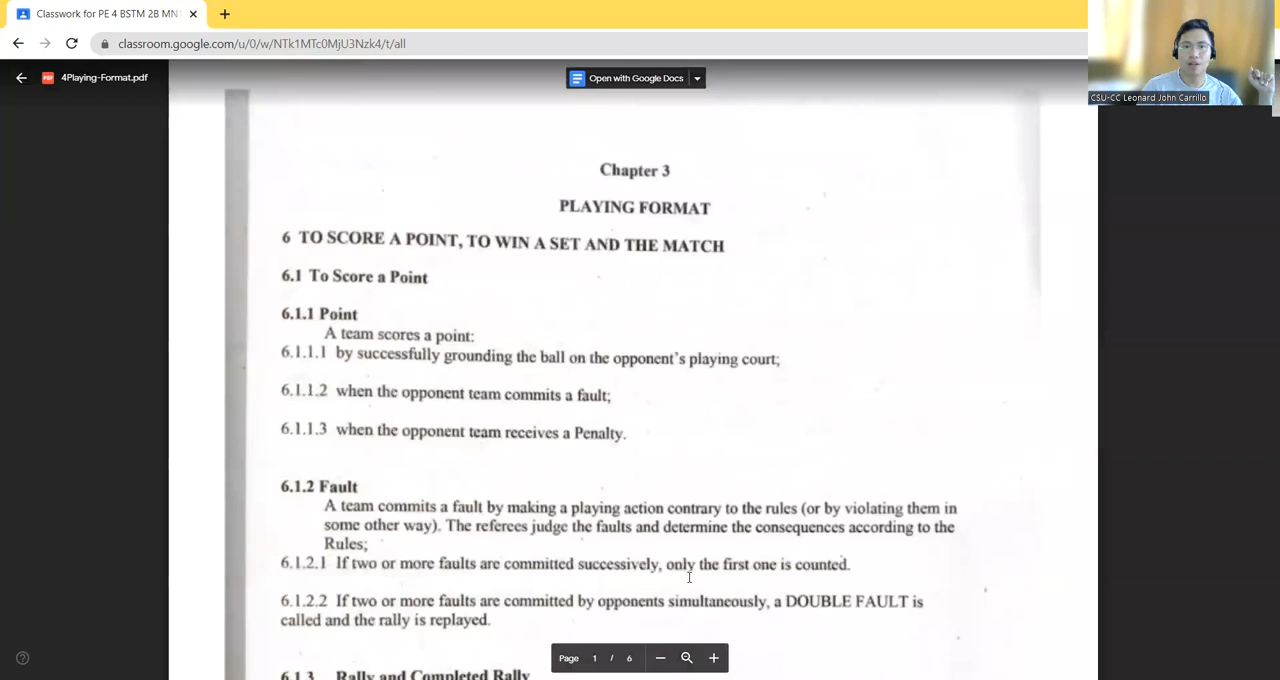 Classwork for PE 4 BSTM 2B MN
classroom.google.com/u/0/w/NTk1MTc0MjU3Nzk4/t/all
4Playing-Format.pdf
Open with Google Docs
CSU-CC Leonard John Carrillo
Chapter 3
PLAYING FORMAT
6 TO SCORE A POINT, TO WIN A SET AND THE MATCH
6.1 To Score a Point
6.1.1 Point
A team scores a point:
6.1.1.1 by successfully grounding the ball on the opponent's playing court;
6.1.1.2 when the opponent team commits a fault;
6.1.1.3 when the opponent team receives a Penalty.
6.1.2 Fault
A team commits a fault by making a playing action contrary to the rules (or by violating them in
some other way). The referees judge the faults and determine the consequences according to the
Rules;
6.1.2.1 If two or more faults are committed successively, only the first one is counted.
6.1.2.2 If two or more faults are committed by opponents simultaneously, a DOUBLE FAULT is
called and the rally is replayed.
6.1.3 Rally and Completed Rally
Page 1 / 6